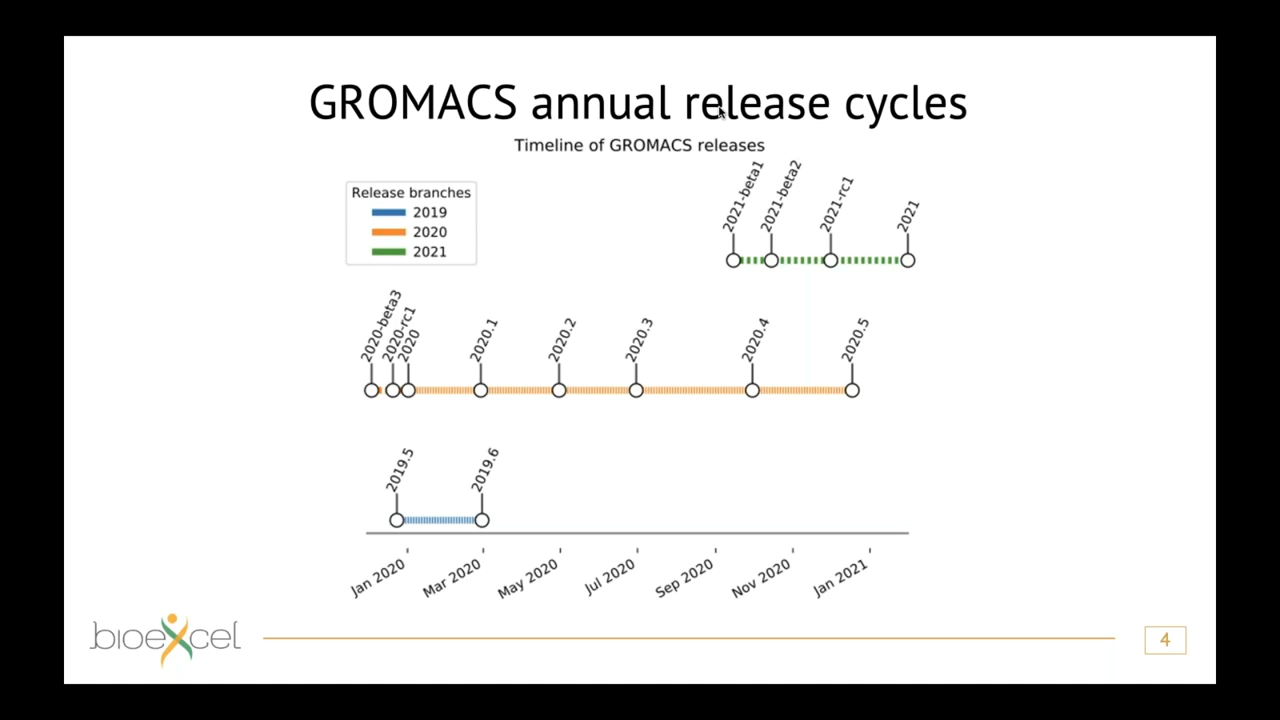 GROMACS annual release cycles
Timeline of GROMACS releases
Release branches
2019
2020
2021
2021-beta1
2021-beta2
2021-rc1
2021
2020-beta3
2020-rc1
2020
2020.1
2020.2
2020.3
2020.4
2020.5
2019.5
2019.6
Jan 2020
Mar 2020
May 2020
Jul 2020
Sep 2020
Nov 2020
Jan 2021
bioexcel
4